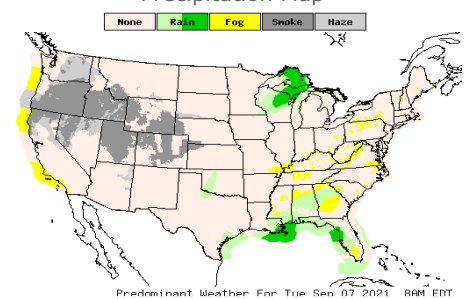 Precipitation Map
None Rain Fog Smoke Haze
Predominant Weather For Tue Sep 07 2021 8AM EDT